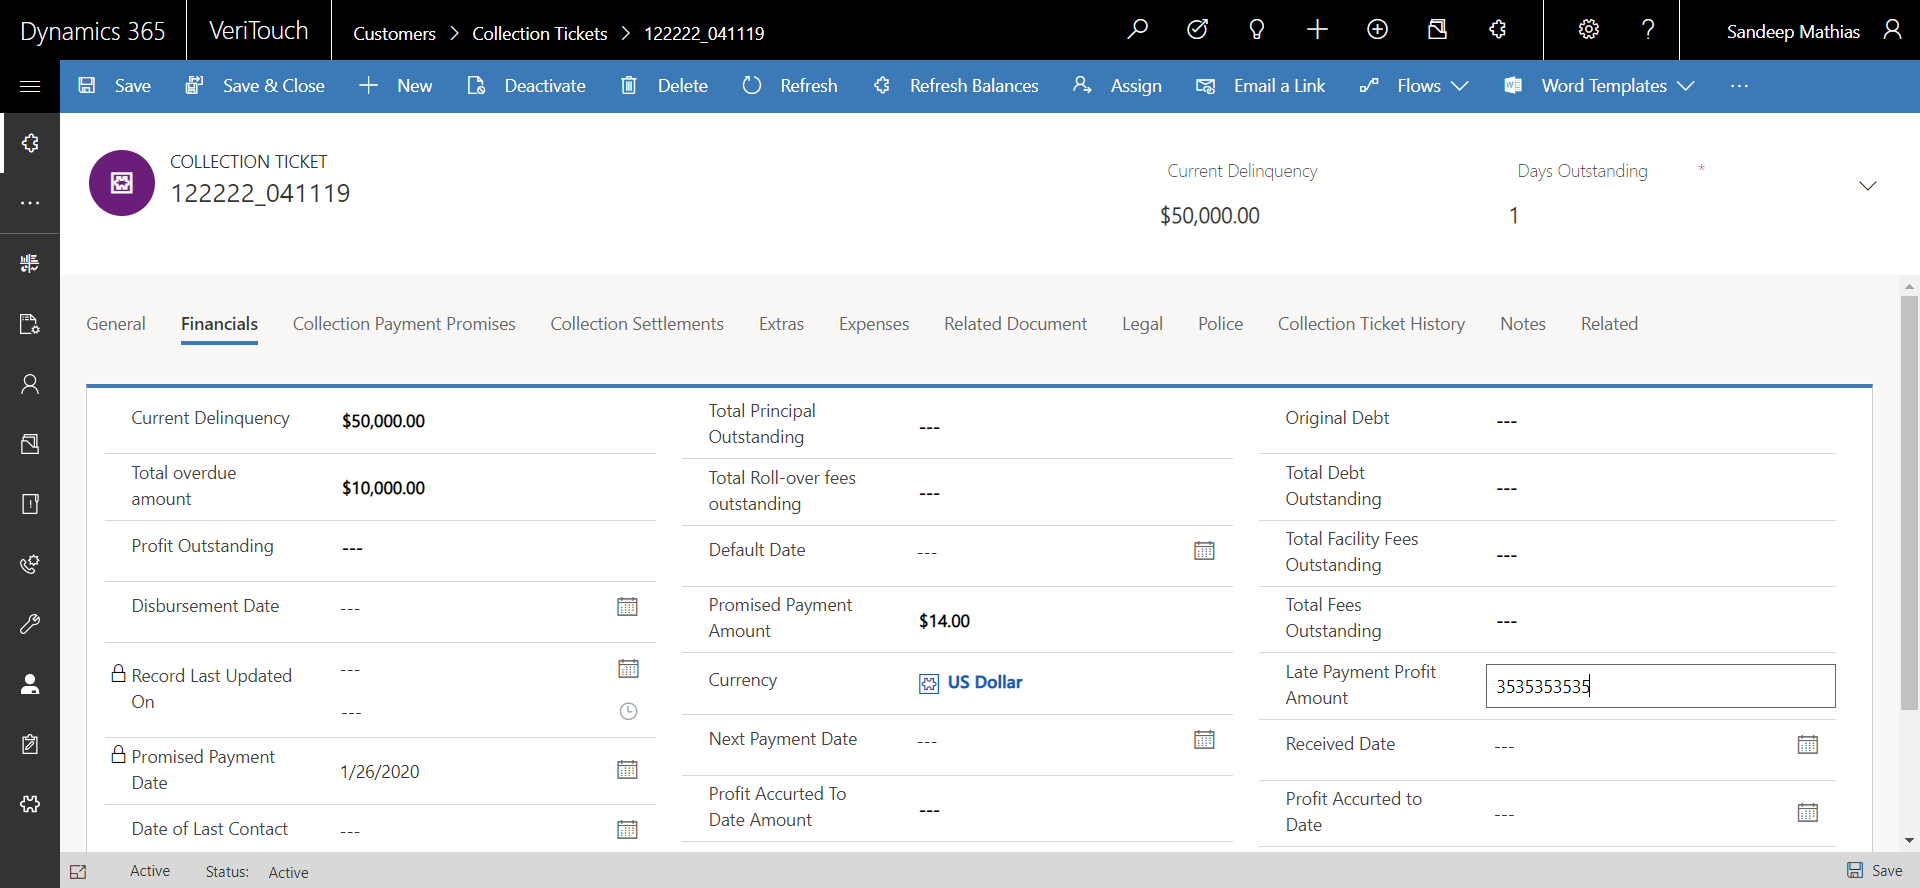 Dynamics 365
VeriTouch
Customers > Collection Tickets > 122222_041119
Sandeep Mathias
Save
Save & Close
New
Deactivate
Delete
Refresh
Refresh Balances
Assign
Email a Link
Flows
Word Templates
COLLECTION TICKET
122222_041119
Current Delinquency
$50,000.00
Days Outstanding *
1
General
Financials
Collection Payment Promises
Collection Settlements
Extras
Expenses
Related Document
Legal
Police
Collection Ticket History
Notes
Related
Current Delinquency
$50,000.00
Total overdue
amount
$10,000.00
Profit Outstanding
---
Disbursement Date
---
Record Last Updated
On
---
---
Promised Payment
Date
1/26/2020
Date of Last Contact
---
Total Principal
Outstanding
---
Total Roll-over fees
outstanding
---
Default Date
---
Promised Payment
Amount
$14.00
Currency
US Dollar
Next Payment Date
---
Profit Accurted To
Date Amount
---
Original Debt
---
Total Debt
Outstanding
---
Total Facility Fees
Outstanding
---
Total Fees
Outstanding
---
Late Payment Profit
Amount
3535353535
Received Date
---
Profit Accurted to
Date
---
Active
Status: Active
Save